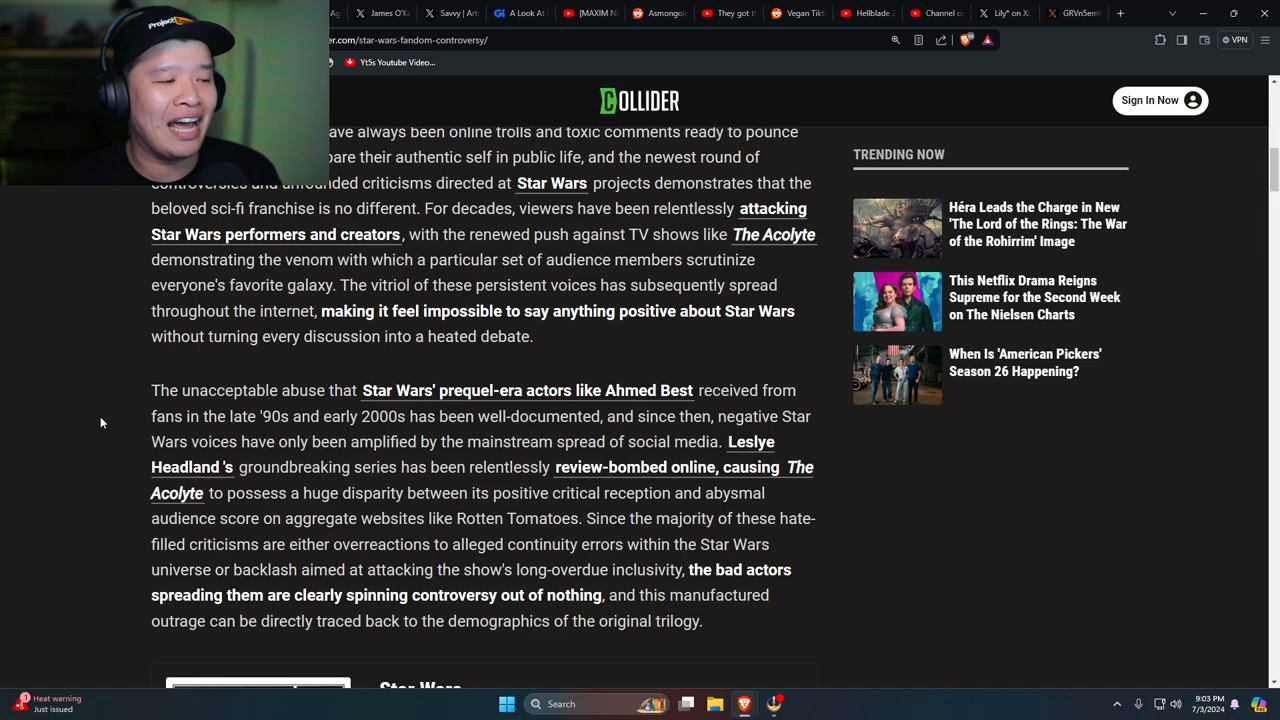 James O'Ke
Savvy | Arti
A Look At I
[MAXIM NI
Asmongolo
They got th
Vegan Tikto
Hellblade 2
Channel co
Lily* on X:
GRVnSemW
er.com/star-wars-fandom-controversy/
VPN
Yt5s Youtube Video...
Project
COLLIDER
Sign In Now
ave always been online trolls and toxic comments ready to pounce
pare their authentic self in public life, and the newest round of
controversies and unfounded criticisms directed at Star Wars projects demonstrates that the
beloved sci-fi franchise is no different. For decades, viewers have been relentlessly attacking
Star Wars performers and creators, with the renewed push against TV shows like The Acolyte
demonstrating the venom with which a particular set of audience members scrutinize
everyone's favorite galaxy. The vitriol of these persistent voices has subsequently spread
throughout the internet, making it feel impossible to say anything positive about Star Wars
without turning every discussion into a heated debate.
The unacceptable abuse that Star Wars' prequel-era actors like Ahmed Best received from
fans in the late '90s and early 2000s has been well-documented, and since then, negative Star
Wars voices have only been amplified by the mainstream spread of social media. Leslye
Headland 's groundbreaking series has been relentlessly review-bombed online, causing The
Acolyte to possess a huge disparity between its positive critical reception and abysmal
audience score on aggregate websites like Rotten Tomatoes. Since the majority of these hate-
filled criticisms are either overreactions to alleged continuity errors within the Star Wars
universe or backlash aimed at attacking the show's long-overdue inclusivity, the bad actors
spreading them are clearly spinning controversy out of nothing, and this manufactured
outrage can be directly traced back to the demographics of the original trilogy.
Star Wars
TRENDING NOW
Héra Leads the Charge in New
'The Lord of the Rings: The War
of the Rohirrim' Image
This Netflix Drama Reigns
Supreme for the Second Week
on The Nielsen Charts
When Is 'American Pickers'
Season 26 Happening?
1
Heat warning
Just issued
Search
9:03 PM
7/3/2024